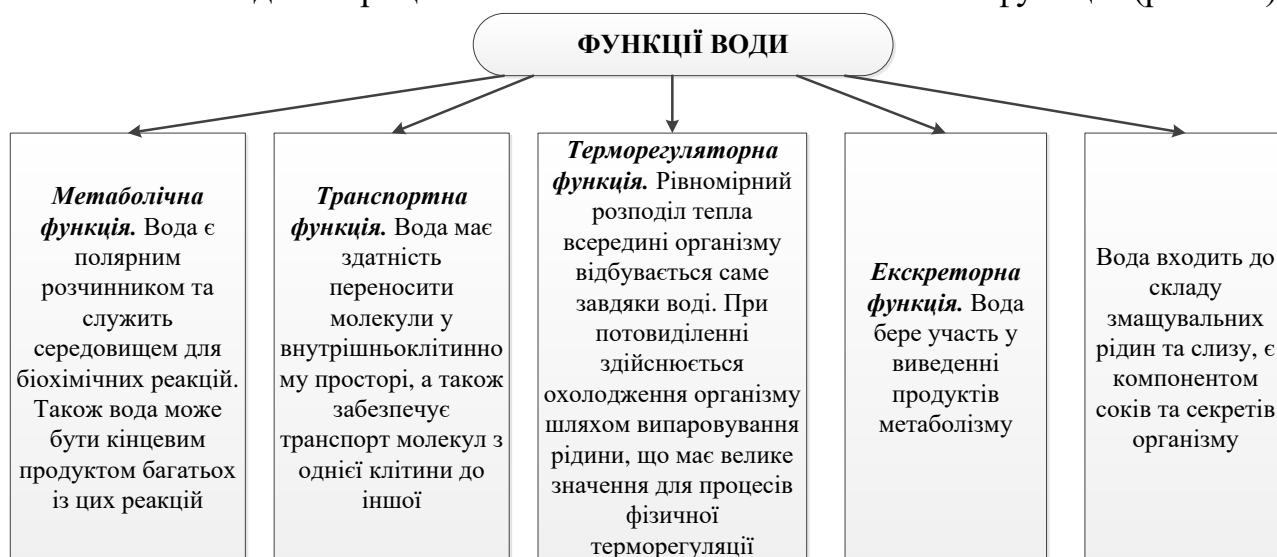 ФУНКЦІЇ ВОДИ
Метаболічна
функція. Вода є
полярним
розчинником та
служить
середовищем для
біохімічних реакцій.
Також вода може
бути кінцевим
продуктом багатьох
із цих реакцій
Транспортна
функція. Вода має
здатність
переносити
молекули у
внутрішньоклітинно
му просторі, а також
забезпечує
транспорт молекул з
однієї клітини до
іншої
Терморегуляторна
функція. Рівномірний
розподіл тепла
всередині організму
відбувається саме
завдяки воді. При
потовиділенні
здійснюється
охолодження організму
шляхом випаровування
рідини, що має велике
значення для процесів
фізичної
терморегуляції
Екскреторна
функція. Вода
бере участь у
виведенні
продуктів
метаболізму
Вода входить до
складу
змащувальних
рідин та слизу, є
компонентом
соків та секретів
організму